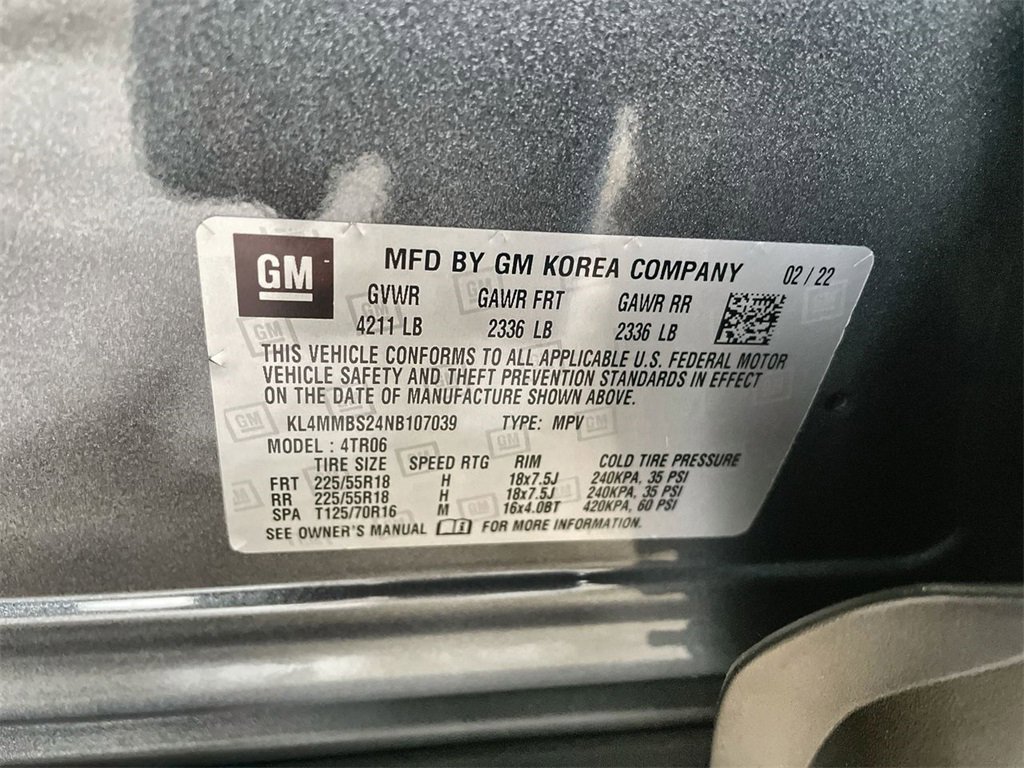 GM
MFD BY GM KOREA COMPANY 02/22
GVWR GAWR FRT GAWR RR
4211 LB 2336 LB 2336 LB
THIS VEHICLE CONFORMS TO ALL APPLICABLE U.S. FEDERAL MOTOR
VEHICLE SAFETY AND THEFT PREVENTION STANDARDS IN EFFECT
ON THE DATE OF MANUFACTURE SHOWN ABOVE.
KL4MMBS24NB107039 TYPE: MPV
MODEL : 4TR06
TIRE SIZE SPEED RTG RIM COLD TIRE PRESSURE
FRT 225/55R18 H 18x7.5J 240KPA, 35 PSI
RR 225/55R18 H 18x7.5J 240KPA, 35 PSI
SPA T125/70R16 M 16x4.0BT 420KPA, 60 PSI
SEE OWNER'S MANUAL FOR MORE INFORMATION.